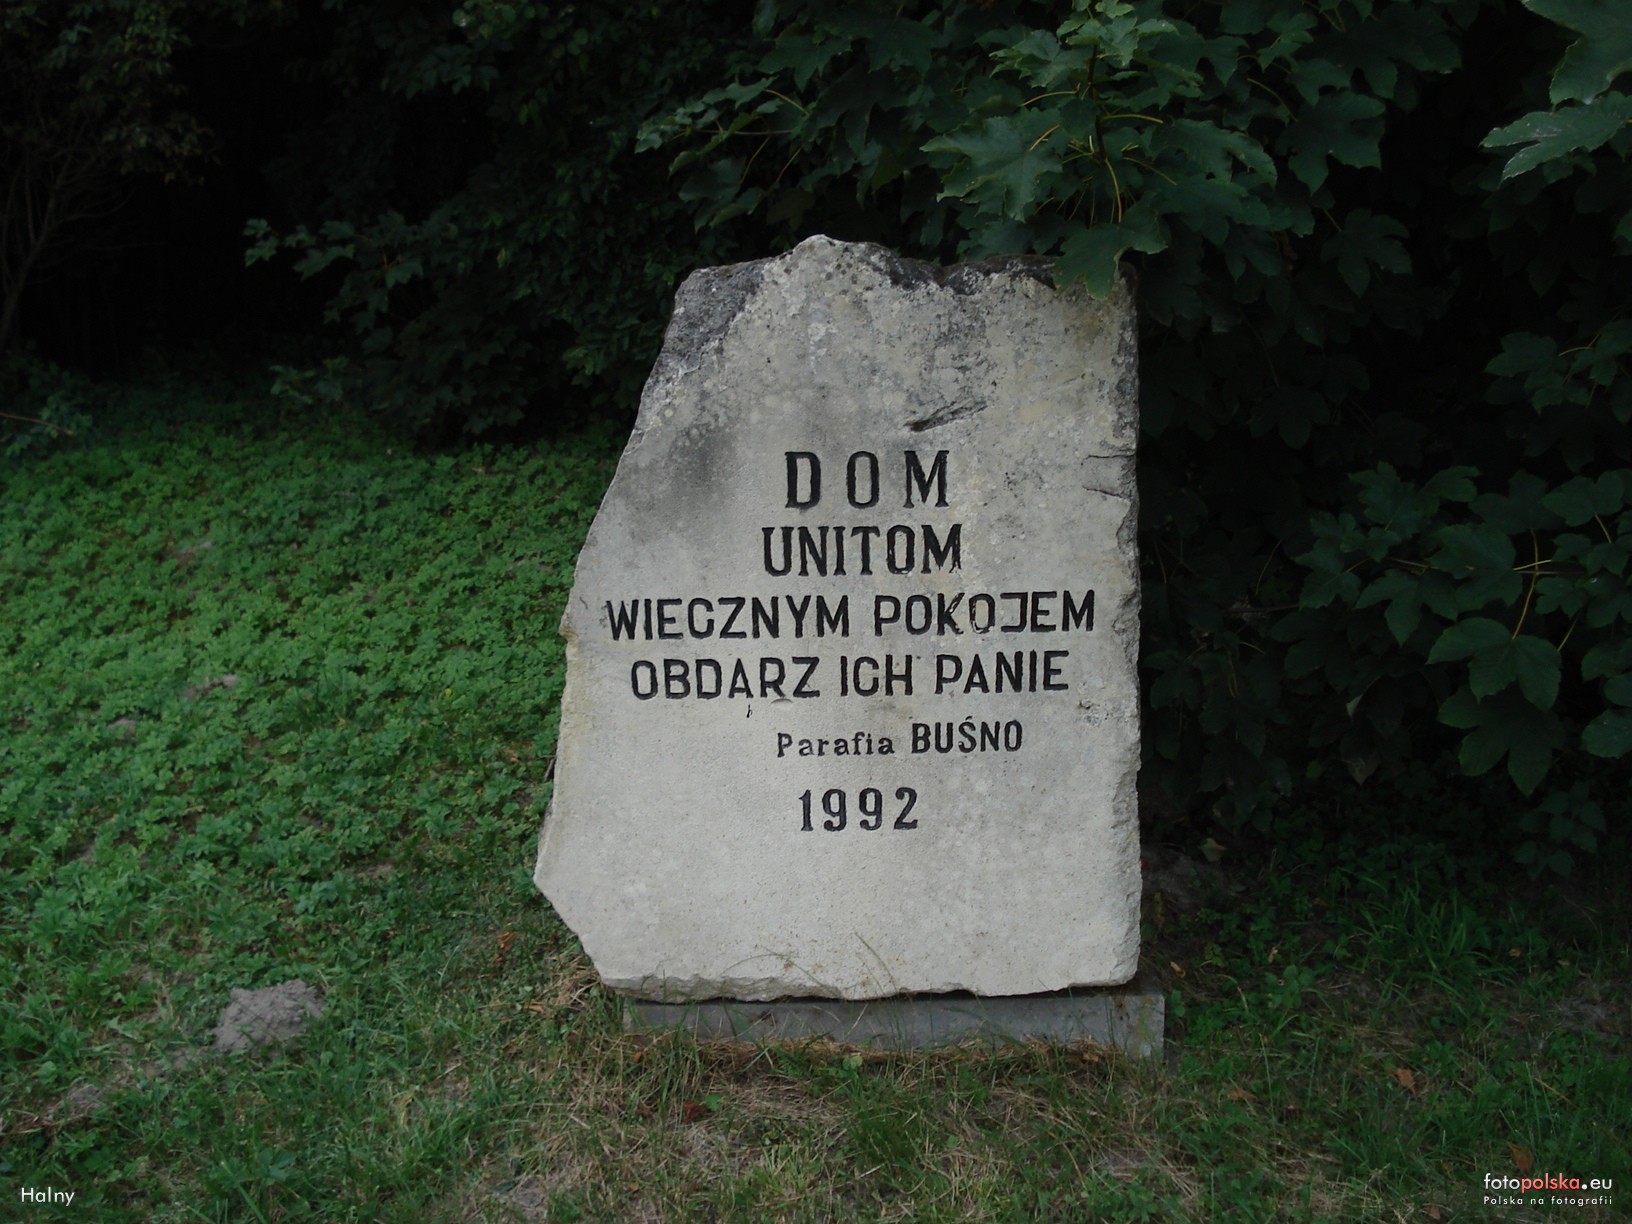 DOM
UNITOM
WIECZNYM POKOJEM
OBDARZ ICH PANIE
Parafia BUŚNO
1992
Halny
fotopolska.eu
Polska na fotografii